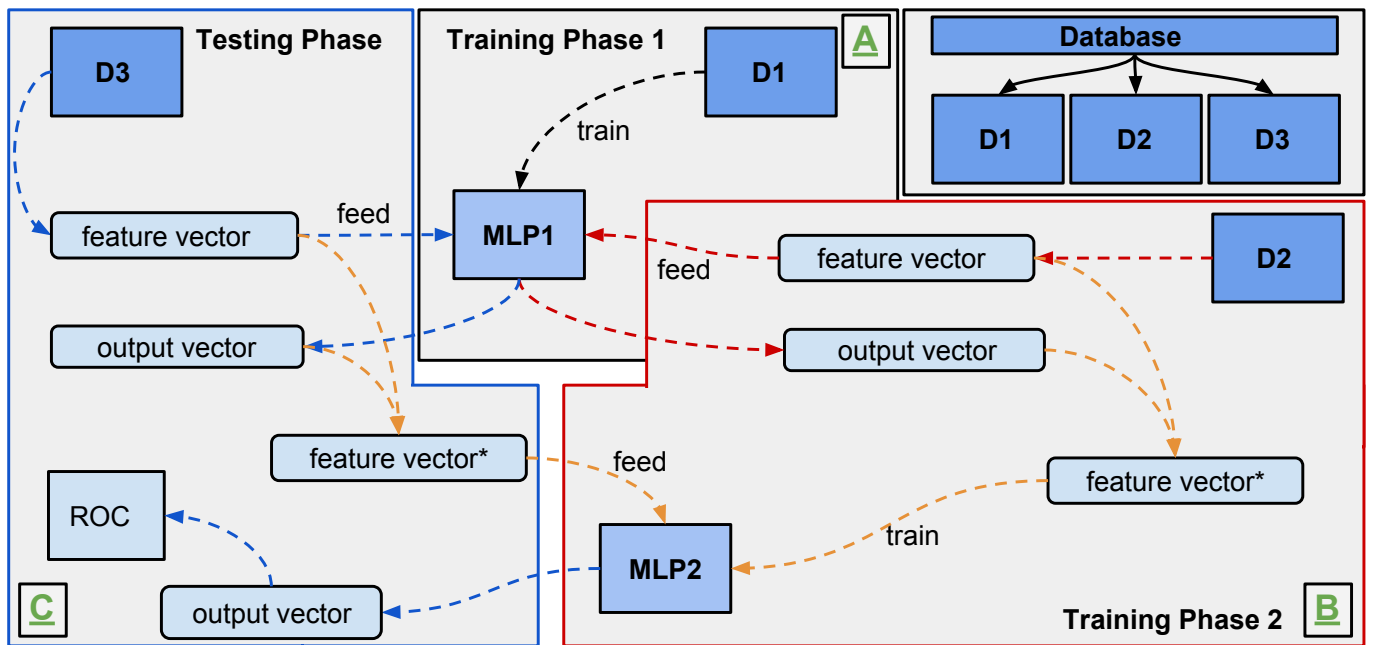 Testing Phase
D3
feature vector
feed
output vector
feature vector*
feed
ROC
output vector
C
Training Phase 1
A
D1
train
MLP1
Database
D1
D2
D3
feature vector
D2
feed
output vector
feature vector*
train
MLP2
Training Phase 2
B